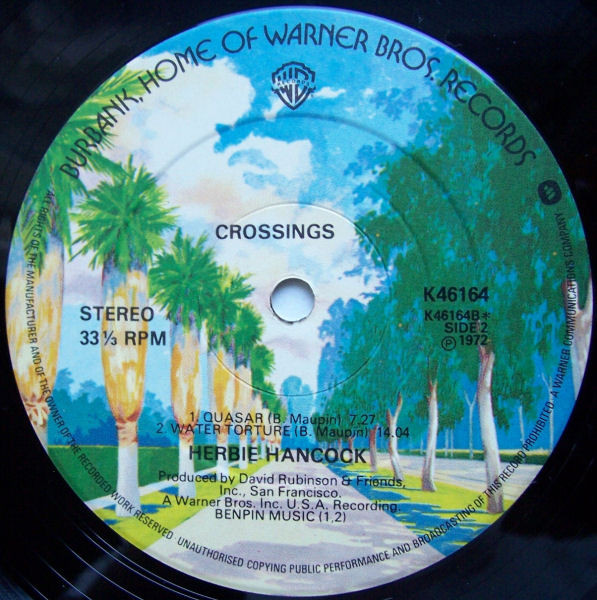 BURBANK, HOME OF WARNER BROS. RECORDS
WB
RECORDS
CROSSINGS
STEREO
33⅓ RPM
K46164
K46164B*
SIDE 2
Ⓟ 1972
1. QUASAR (B. Maupin) 7.27
2. WATER TORTURE (B. Maupin) 14.04
HERBIE HANCOCK
Produced by David Rubinson & Friends,
Inc., San Francisco.
A Warner Bros. Inc. U.S.A. Recording.
BENPIN MUSIC (1,2)
ALL RIGHTS OF THE MANUFACTURER AND OF THE OWNER OF THE RECORDED WORK RESERVED UNAUTHORISED COPYING PUBLIC PERFORMANCE AND BROADCASTING OF THIS RECORD PROHIBITED. A WARNER COMMUNICATIONS COMPANY